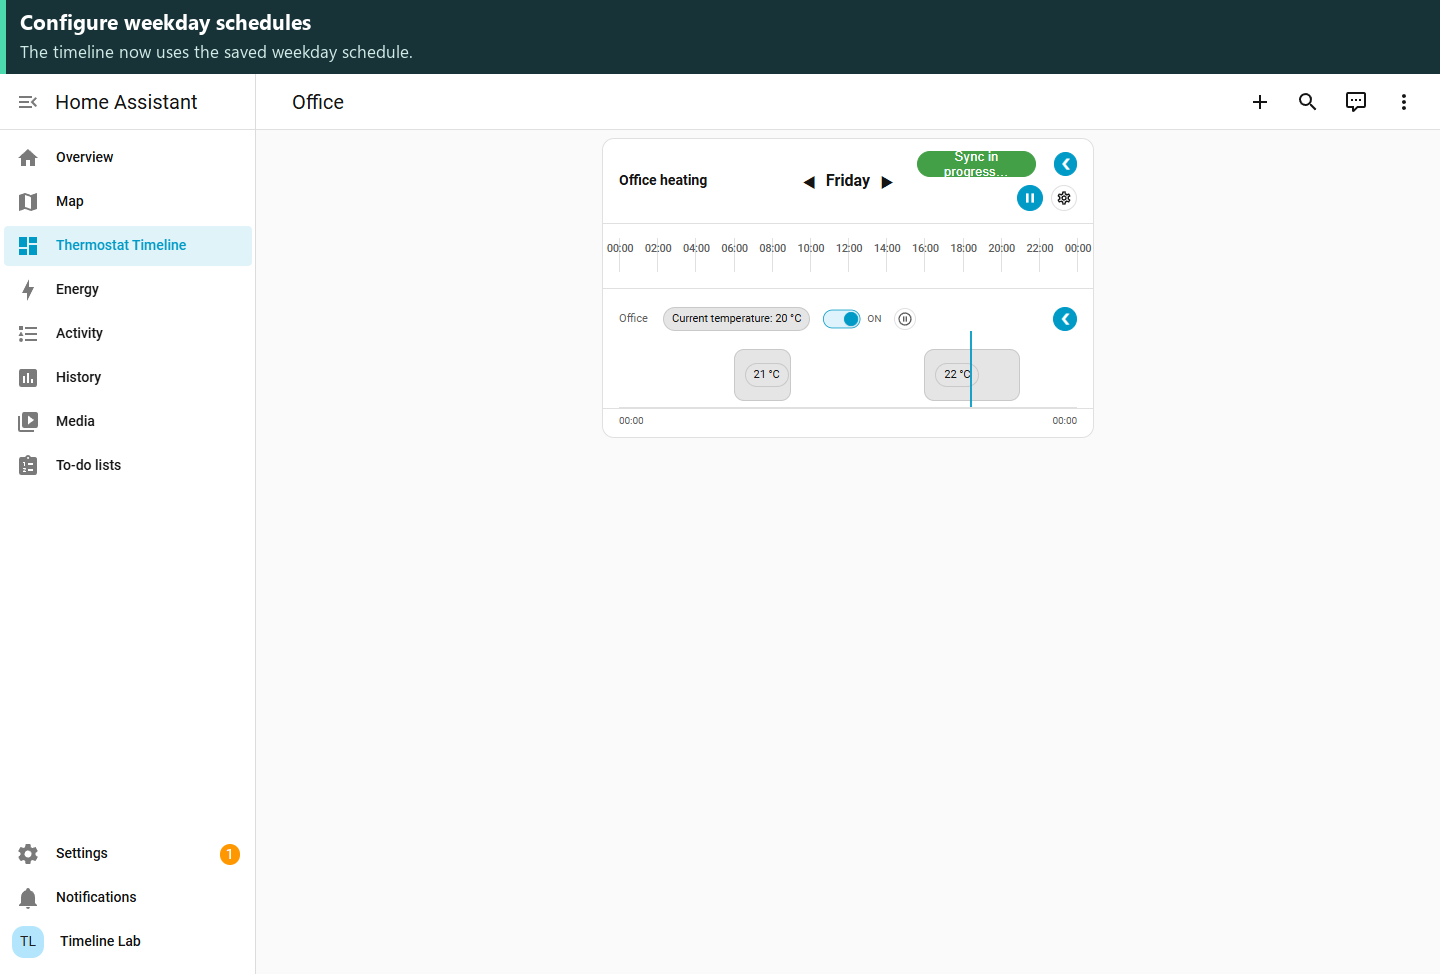 Configure weekday schedules
The timeline now uses the saved weekday schedule.
Home Assistant
Office
Overview
Map
Thermostat Timeline
Energy
Activity
History
Media
To-do lists
Settings
1
Notifications
TL
Timeline Lab
Office heating
Friday
Sync in
progress...
00:00 02:00 04:00 06:00 08:00 10:00 12:00 14:00 16:00 18:00 20:00 22:00 00:00
Office
Current temperature: 20 °C
ON
21 °C
22 °C
00:00
00:00